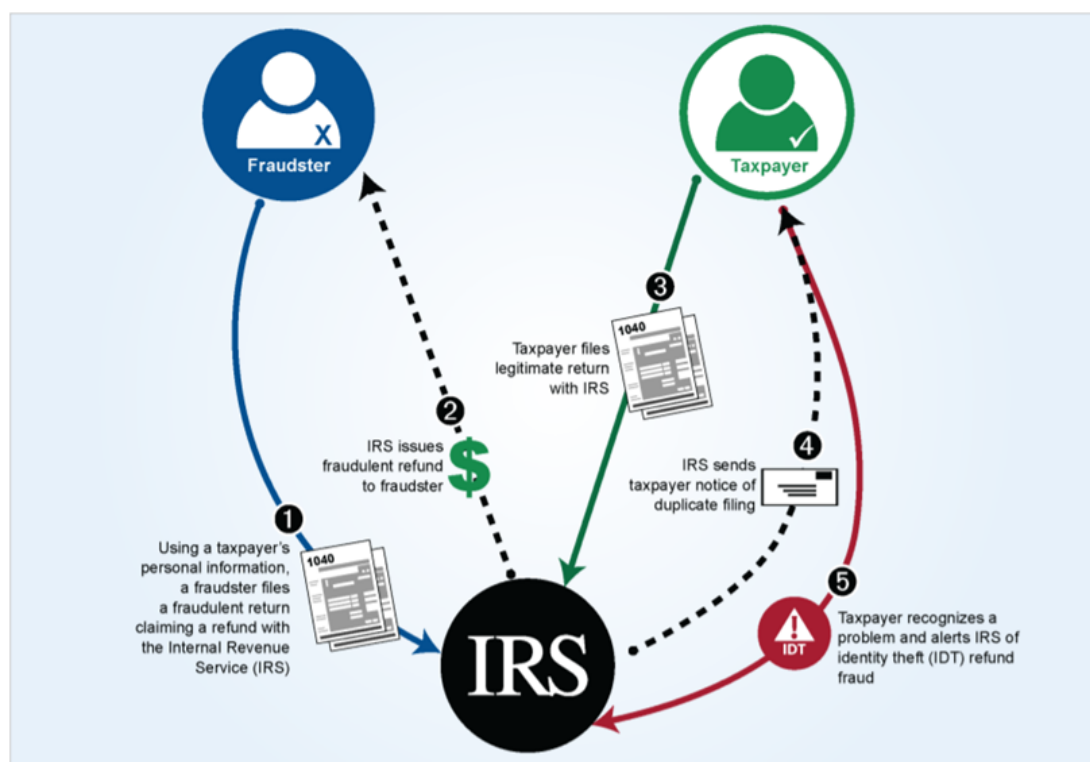 X
Fraudster
Taxpayer
1
1040
Using a taxpayer's
personal information,
a fraudster files
a fraudulent return
claiming a refund with
the Internal Revenue
Service (IRS)
2
IRS issues
fraudulent refund
to fraudster
$
3
1040
Taxpayer files
legitimate return
with IRS
4
IRS sends
taxpayer notice of
duplicate filing
5
IDT
Taxpayer recognizes a
problem and alerts IRS of
identity theft (IDT) refund
fraud
IRS